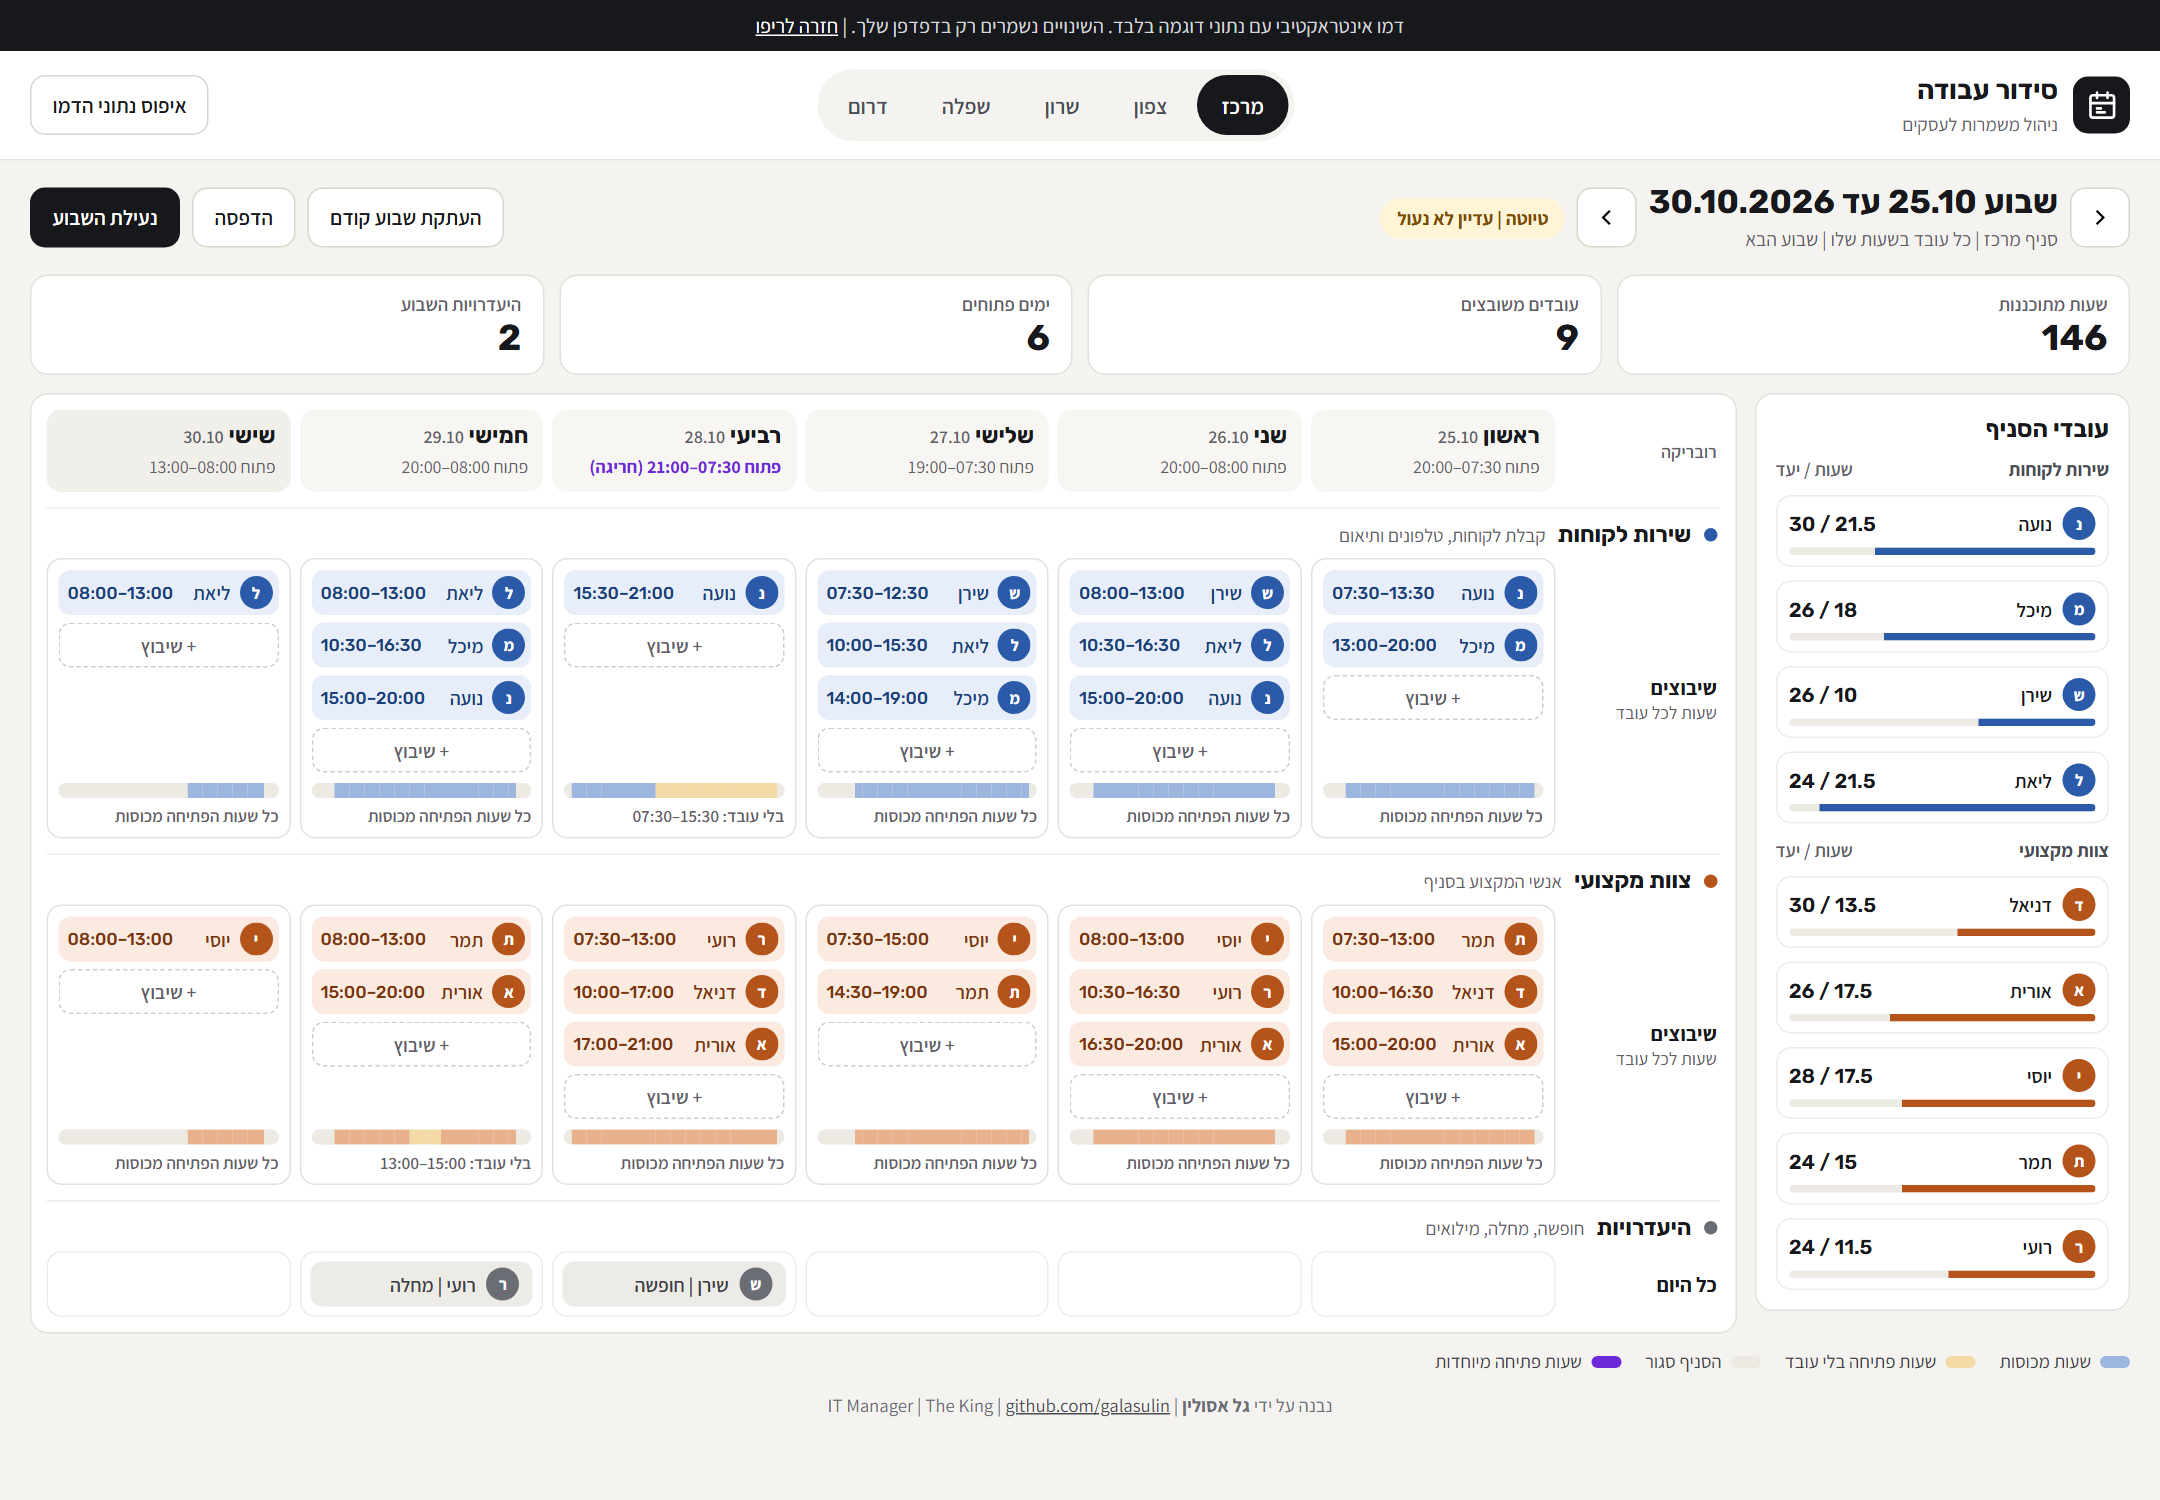 דמו אינטראקטיבי עם נתוני דוגמה בלבד. השינויים נשמרים רק בדפדפן שלך. | חזרה לריפו
סידור עבודה
ניהול משמרות לעסקים
מרכז
צפון
שרון
שפלה
דרום
איפוס נתוני הדמו
שבוע 25.10 עד 30.10.2026
סניף מרכז | כל עובד בשעות שלו | שבוע הבא
טיוטה | עדיין לא נעול
העתקת שבוע קודם
הדפסה
נעילת השבוע
שעות מתוכננות
146
עובדים משובצים
9
ימים פתוחים
6
היעדרויות השבוע
2
עובדי הסניף
שירות לקוחות שעות / יעד
נ נועה 30 / 21.5
מ מיכל 26 / 18
ש שירן 26 / 10
ל ליאת 24 / 21.5
צוות מקצועי שעות / יעד
ד דניאל 30 / 13.5
א אורית 26 / 17.5
י יוסי 28 / 17.5
ת תמר 24 / 15
ר רועי 24 / 11.5
רובריקה
ראשון 25.10
פתוח 07:30–20:00
שני 26.10
פתוח 08:00–20:00
שלישי 27.10
פתוח 07:30–19:00
רביעי 28.10
פתוח 07:30–21:00 (חריגה)
חמישי 29.10
פתוח 08:00–20:00
שישי 30.10
פתוח 08:00–13:00
שירות לקוחות קבלת לקוחות, טלפונים ותיאום
שיבוצים
שעות לכל עובד
נ נועה 07:30–13:30
מ מיכל 13:00–20:00
+ שיבוץ
כל שעות הפתיחה מכוסות
ש שירן 08:00–13:00
ל ליאת 10:30–16:30
נ נועה 15:00–20:00
+ שיבוץ
כל שעות הפתיחה מכוסות
ש שירן 07:30–12:30
ל ליאת 10:00–15:30
מ מיכל 14:00–19:00
+ שיבוץ
כל שעות הפתיחה מכוסות
נ נועה 15:30–21:00
+ שיבוץ
בלי עובד: 07:30–15:30
ל ליאת 08:00–13:00
מ מיכל 10:30–16:30
נ נועה 15:00–20:00
+ שיבוץ
כל שעות הפתיחה מכוסות
ל ליאת 08:00–13:00
+ שיבוץ
כל שעות הפתיחה מכוסות
צוות מקצועי אנשי המקצוע בסניף
שיבוצים
שעות לכל עובד
ת תמר 07:30–13:00
ד דניאל 10:00–16:30
א אורית 15:00–20:00
+ שיבוץ
כל שעות הפתיחה מכוסות
י יוסי 08:00–13:00
ר רועי 10:30–16:30
א אורית 16:30–20:00
+ שיבוץ
כל שעות הפתיחה מכוסות
י יוסי 07:30–15:00
ת תמר 14:30–19:00
+ שיבוץ
כל שעות הפתיחה מכוסות
ר רועי 07:30–13:00
ד דניאל 10:00–17:00
א אורית 17:00–21:00
+ שיבוץ
כל שעות הפתיחה מכוסות
ת תמר 08:00–13:00
א אורית 15:00–20:00
+ שיבוץ
בלי עובד: 13:00–15:00
י יוסי 08:00–13:00
+ שיבוץ
כל שעות הפתיחה מכוסות
היעדרויות חופשה, מחלה, מילואים
כל היום
ש שירן | חופשה
ר רועי | מחלה
שעות מכוסות
שעות פתיחה בלי עובד
הסניף סגור
שעות פתיחה מיוחדות
נבנה על ידי גל אסולין | IT Manager | The King | github.com/galasulin